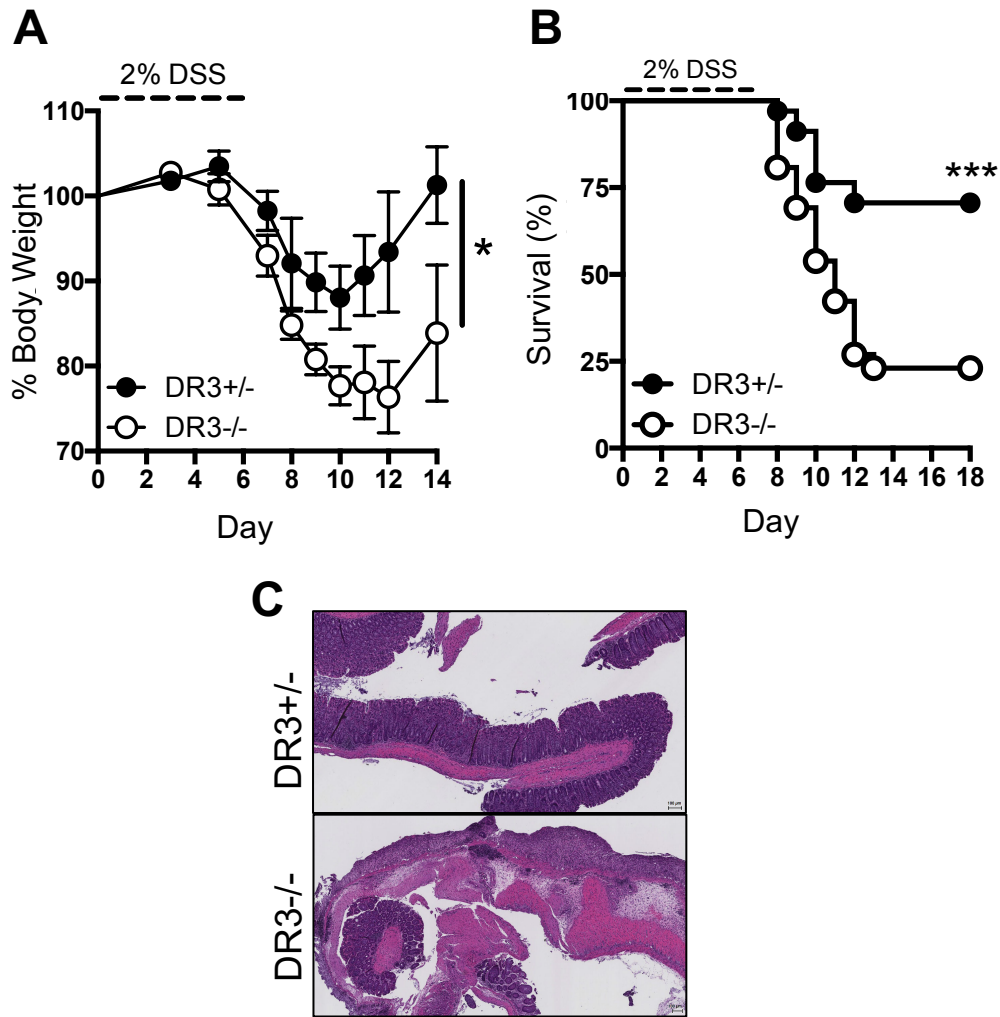 A
2% DSS
110
100
90
80
70
% Body Weight
DR3+/-
DR3-/-
*
0 2 4 6 8 10 12 14
Day
B
2% DSS
100
75
50
25
0
Survival (%)
***
DR3+/-
DR3-/-
0 2 4 6 8 10 12 14 16 18
Day
C
DR3+/-
100 µm
DR3-/-